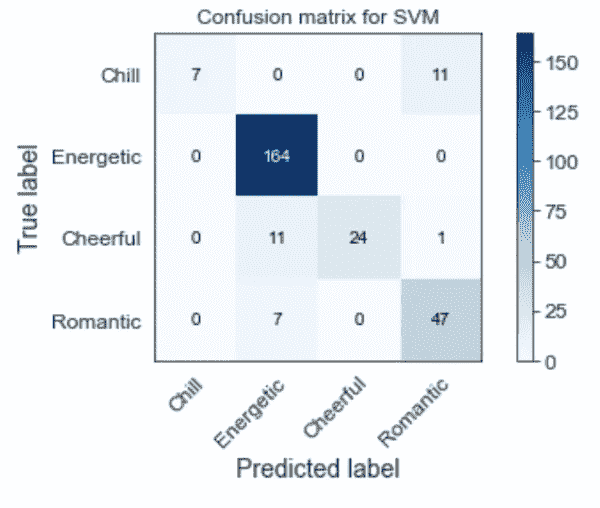 Confusion matrix for SVM
Chill 7 0 0 11
Energetic 0 164 0 0
Cheerful 0 11 24 1
Romantic 0 7 0 47
True label
Chill Energetic Cheerful Romantic
Predicted label
150
125
100
75
50
25
0